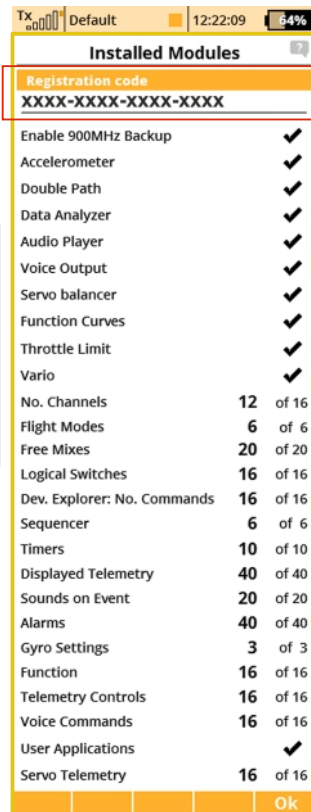 Tx Default 12:22:09 64%
Installed Modules ?
Registration code
XXXX-XXXX-XXXX-XXXX
Enable 900MHz Backup ✔
Accelerometer ✔
Double Path ✔
Data Analyzer ✔
Audio Player ✔
Voice Output ✔
Servo balancer ✔
Function Curves ✔
Throttle Limit ✔
Vario ✔
No. Channels 12 of 16
Flight Modes 6 of 6
Free Mixes 20 of 20
Logical Switches 16 of 16
Dev. Explorer: No. Commands 16 of 16
Sequencer 6 of 6
Timers 10 of 10
Displayed Telemetry 40 of 40
Sounds on Event 20 of 20
Alarms 40 of 40
Gyro Settings 3 of 3
Function 16 of 16
Telemetry Controls 16 of 16
Voice Commands 16 of 16
User Applications ✔
Servo Telemetry 16 of 16
Ok